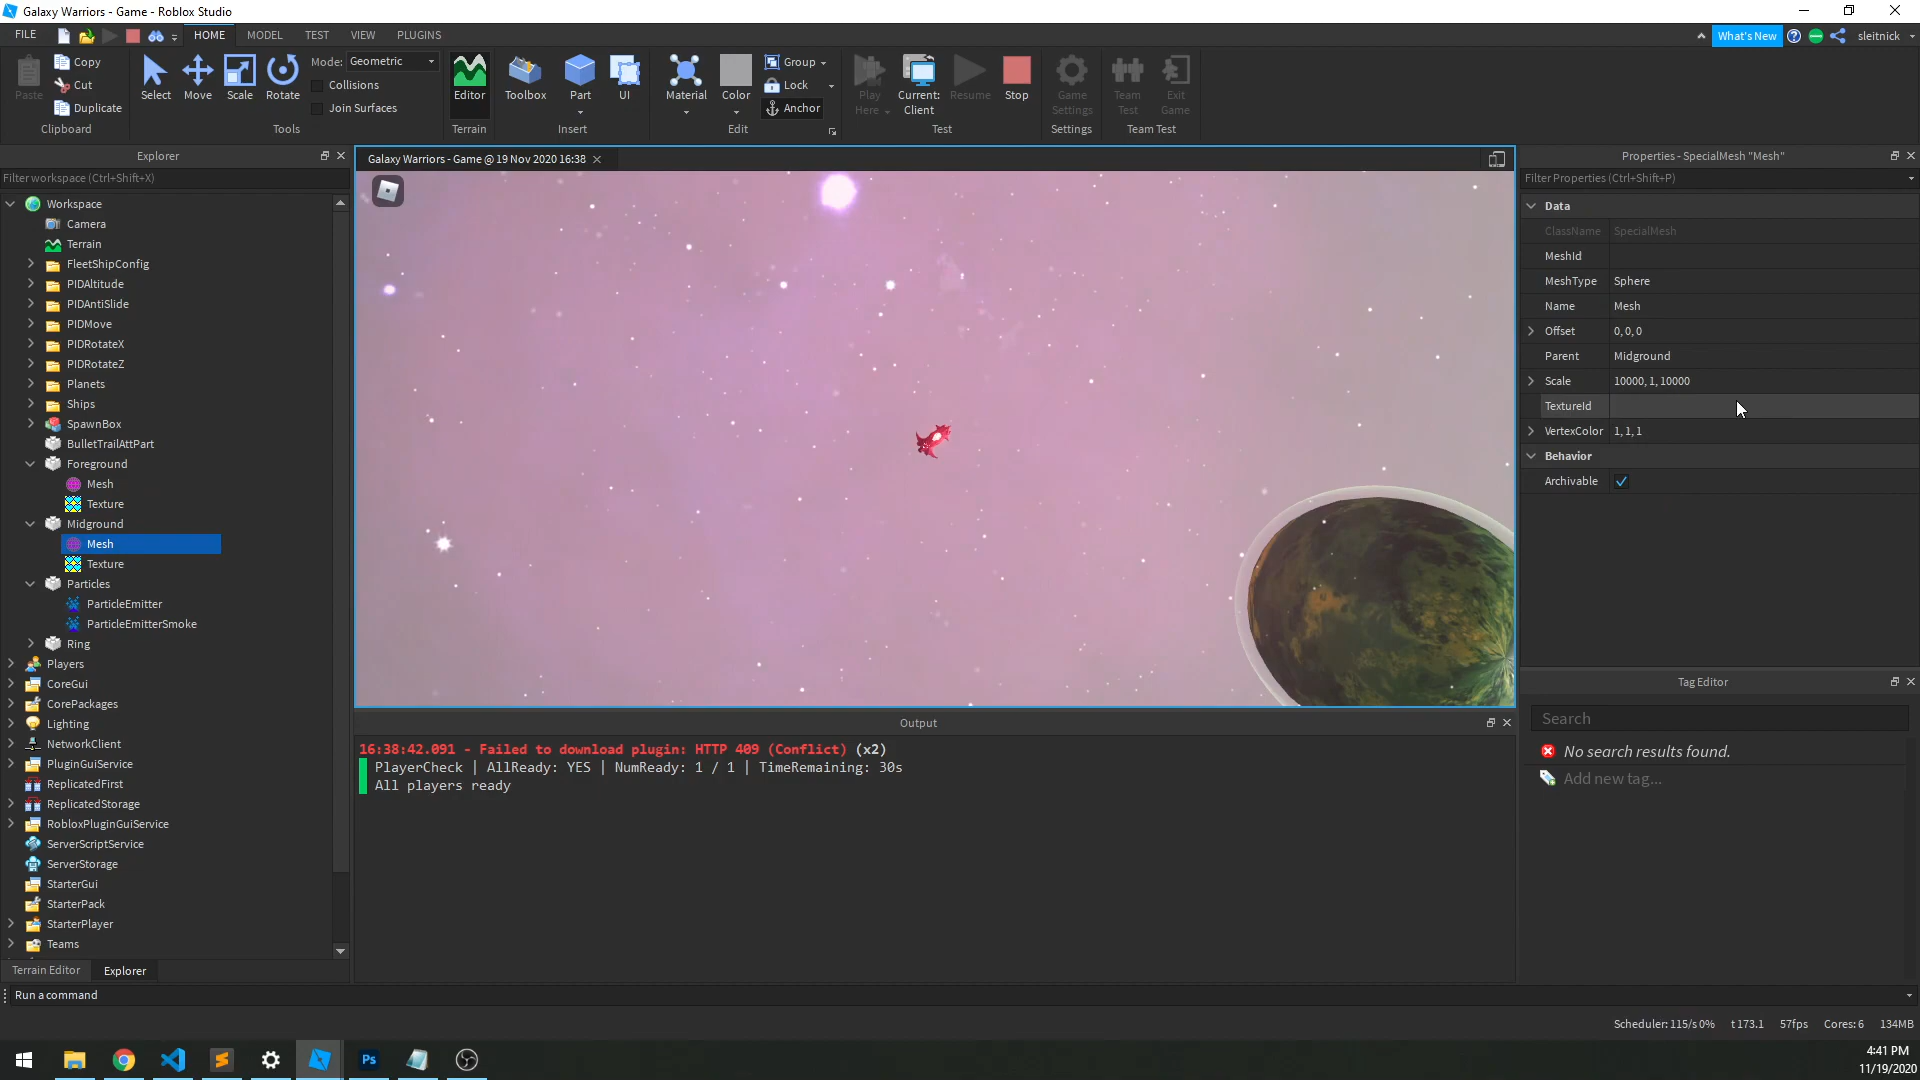 Galaxy Warriors - Game - Roblox Studio
FILE
HOME
MODEL
TEST
VIEW
PLUGINS
What's New
sleitnick
Paste
Copy
Cut
Duplicate
Clipboard
Select
Move
Scale
Rotate
Mode: Geometric
Collisions
Join Surfaces
Tools
Editor
Terrain
Toolbox
Part
UI
Insert
Material
Color
Group
Lock
Anchor
Edit
Play
Here
Current:
Client
Resume
Stop
Test
Game
Settings
Settings
Team
Test
Exit
Game
Team Test
Explorer
Filter workspace (Ctrl+Shift+X)
Workspace
Camera
Terrain
FleetShipConfig
PIDAltitude
PIDAntiSlide
PIDMove
PIDRotateX
PIDRotateZ
Planets
Ships
SpawnBox
BulletTrailAttPart
Foreground
Mesh
Texture
Midground
Mesh
Texture
Particles
ParticleEmitter
ParticleEmitterSmoke
Ring
Players
CoreGui
CorePackages
Lighting
NetworkClient
PluginGuiService
ReplicatedFirst
ReplicatedStorage
RobloxPluginGuiService
ServerScriptService
ServerStorage
StarterGui
StarterPack
StarterPlayer
Teams
Terrain Editor
Explorer
Galaxy Warriors - Game @ 19 Nov 2020 16:38
Output
16:38:42.091 - Failed to download plugin: HTTP 409 (Conflict) (x2)
PlayerCheck | AllReady: YES | NumReady: 1 / 1 | TimeRemaining: 30s
All players ready
Properties - SpecialMesh "Mesh"
Filter Properties (Ctrl+Shift+P)
Data
ClassName SpecialMesh
MeshId
MeshType Sphere
Name Mesh
Offset 0, 0, 0
Parent Midground
Scale 10000, 1, 10000
TextureId
VertexColor 1, 1, 1
Behavior
Archivable
Tag Editor
Search
No search results found.
Add new tag...
Run a command
Scheduler: 115/s 0% t 173.1 57fps Cores: 6 134MB
Ps
4:41 PM
11/19/2020